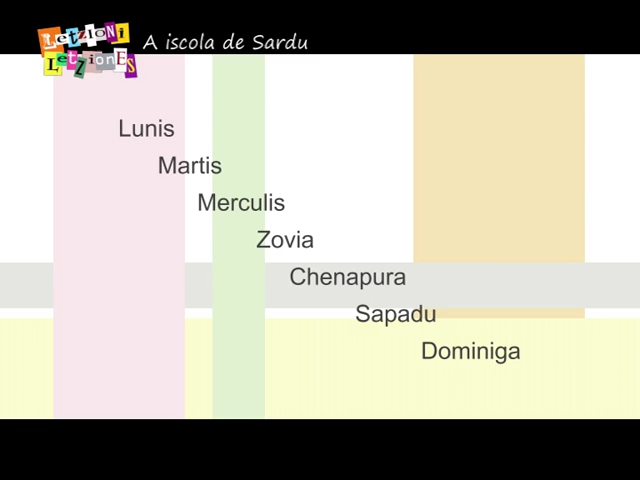 Letzioni
Letziones
A iscola de Sardu
Lunis
Martis
Merculis
Zovia
Chenapura
Sapadu
Dominiga